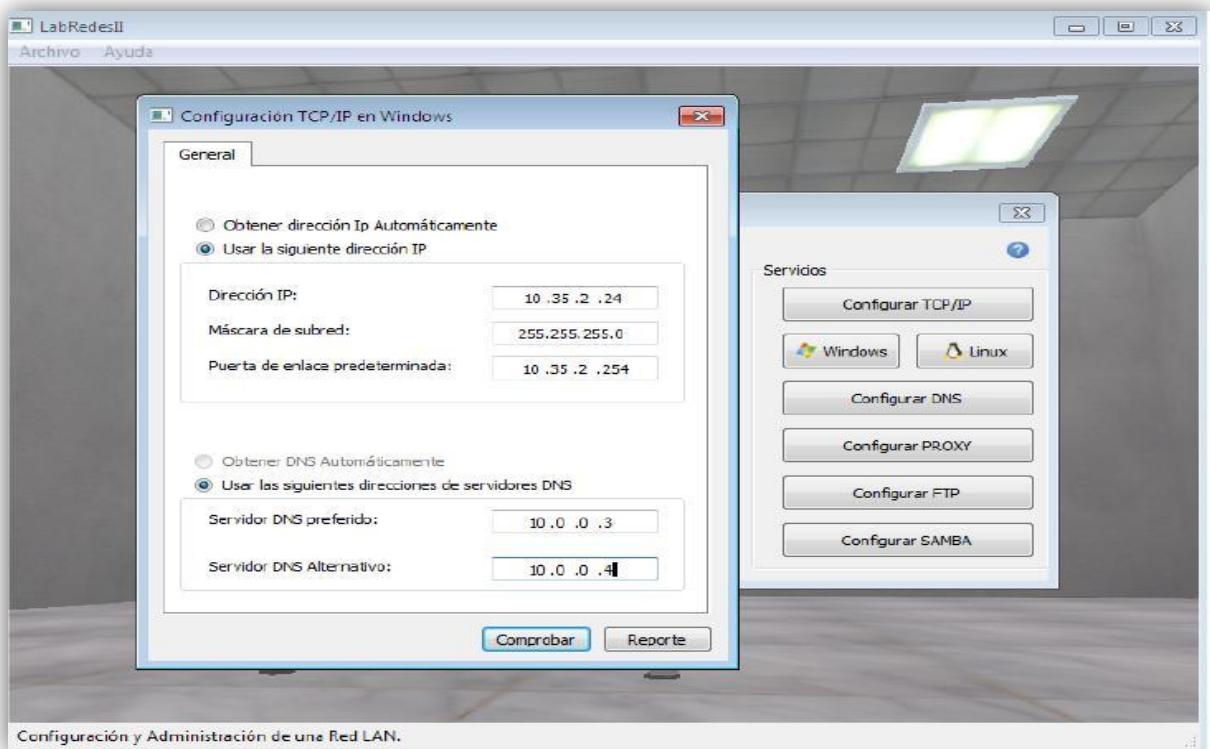 LabRedesII
Archivo Ayuda
Configuración TCP/IP en Windows
General
Obtener dirección Ip Automáticamente
Usar la siguiente dirección IP
Dirección IP:
10 .35 .2 .24
Máscara de subred:
255.255.255.0
Puerta de enlace predeterminada:
10 .35 .2 .254
Obtener DNS Automáticamente
Usar las siguientes direcciones de servidores DNS
Servidor DNS preferido:
10 .0 .0 .3
Servidor DNS Alternativo:
10 .0 .0 .4
Comprobar
Reporte
Servicios
Configurar TCP/IP
Windows
Linux
Configurar DNS
Configurar PROXY
Configurar FTP
Configurar SAMBA
Configuración y Administración de una Red LAN.